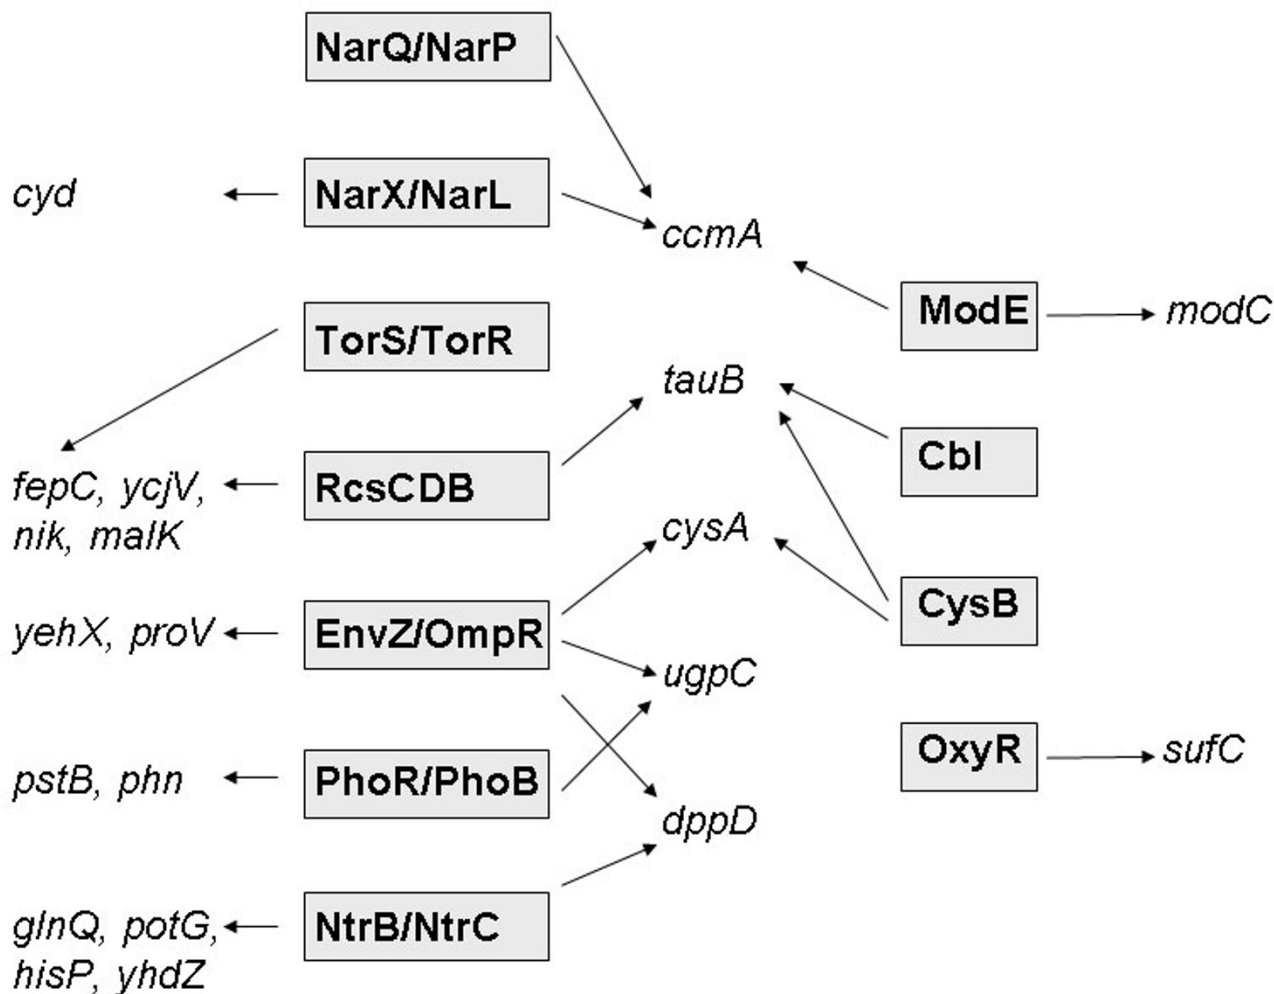 NarQ/NarP
cyd
NarX/NarL
ccmA
ModE
modC
TorS/TorR
tauB
Cbl
fepC, ycjV,
nik, malK
RcsCDB
cysA
CysB
yehX, proV
EnvZ/OmpR
ugpC
OxyR
sufC
pstB, phn
PhoR/PhoB
dppD
glnQ, potG,
hisP, yhdZ
NtrB/NtrC